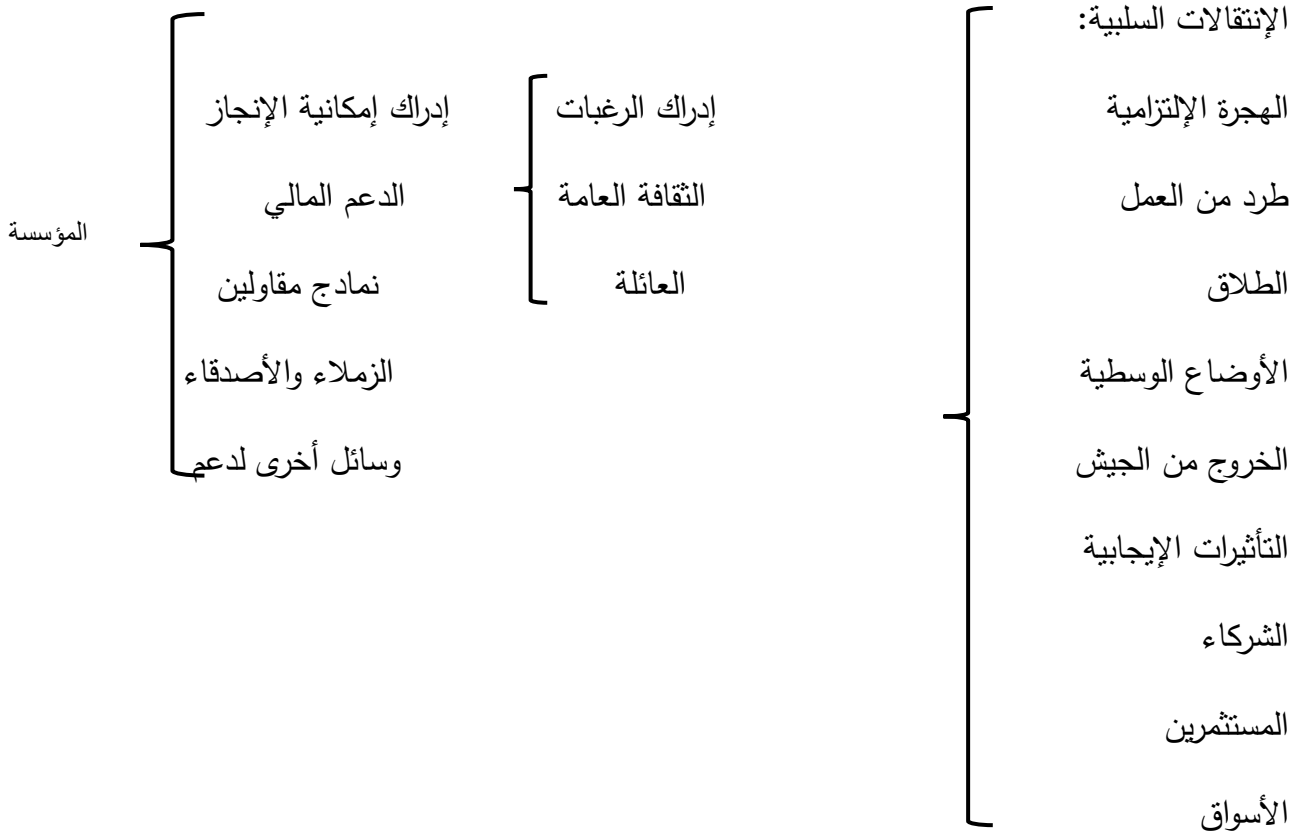 الإنتقالات السلبية:
الهجرة الإلتزامية
طرد من العمل
الطلاق
الأوضاع الوسطية
الخروج من الجيش
التأثيرات الإيجابية
الشركاء
المستثمرين
الأسواق
إدراك الرغبات
الثقافة العامة
العائلة
إدراك إمكانية الإنجاز
الدعم المالي
نمادج مقاولين
الزملاء والأصدقاء
وسائل أخرى لدعم
المؤسسة